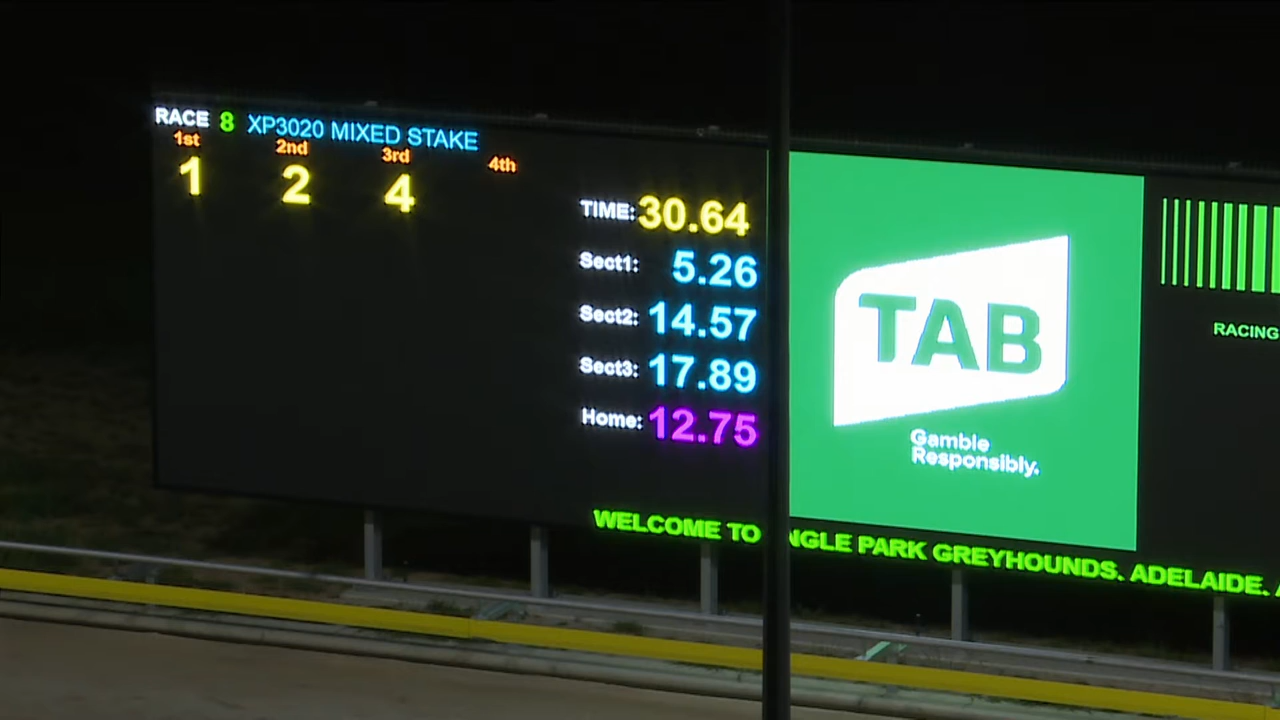 RACE 8 XP3020 MIXED STAKE
1st 2nd 3rd 4th
1 2 4
TIME: 30.64
Sect1: 5.26
Sect2: 14.57
Sect3: 17.89
Home: 12.75
TAB
Gamble
Responsibly.
RACING
WELCOME TO NGLE PARK GREYHOUNDS. ADELAIDE.